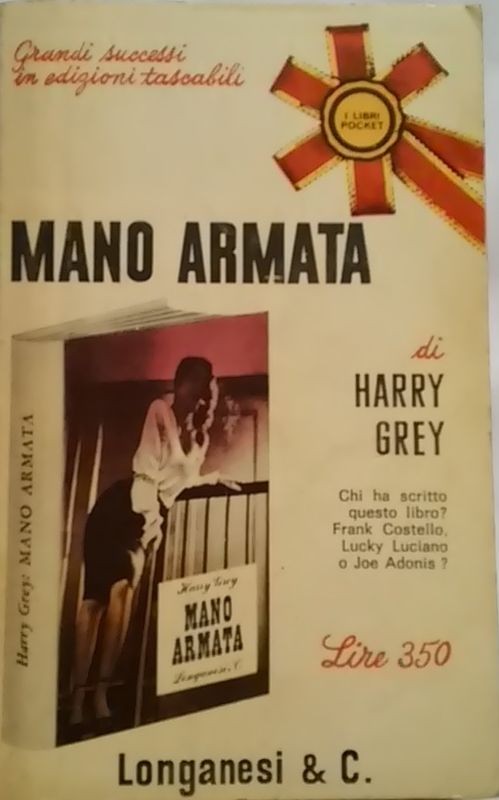 Grandi successi
in edizioni tascabili
I LIBRI
POCKET
MANO ARMATA
di
HARRY
GREY
Chi ha scritto
questo libro?
Frank Costello,
Lucky Luciano
o Joe Adonis?
Harry Grey: MANO ARMATA
Harry Grey
MANO
ARMATA
Longanesi & C.
Lire 350
Longanesi & C.